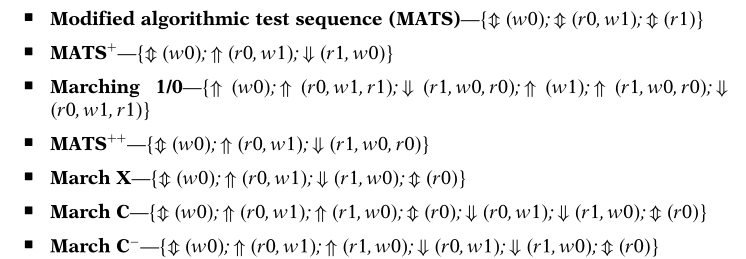 ▪ Modified algorithmic test sequence (MATS)—{⇕ (w0); ⇕ (r0, w1); ⇕ (r1)}
▪ MATS⁺—{⇕ (w0); ⇑ (r0, w1); ⇓ (r1, w0)}
▪ Marching 1/0—{⇑ (w0); ⇑ (r0, w1, r1); ⇓ (r1, w0, r0); ⇑ (w1); ⇑ (r1, w0, r0); ⇓
(r0, w1, r1)}
▪ MATS⁺⁺—{⇕ (w0); ⇑ (r0, w1); ⇓ (r1, w0, r0)}
▪ March X—{⇕ (w0); ⇑ (r0, w1); ⇓ (r1, w0); ⇕ (r0)}
▪ March C—{⇕ (w0); ⇑ (r0, w1); ⇑ (r1, w0); ⇕ (r0); ⇓ (r0, w1); ⇓ (r1, w0); ⇕ (r0)}
▪ March C⁻—{⇕ (w0); ⇑ (r0, w1); ⇑ (r1, w0); ⇓ (r0, w1); ⇓ (r1, w0); ⇕ (r0)}